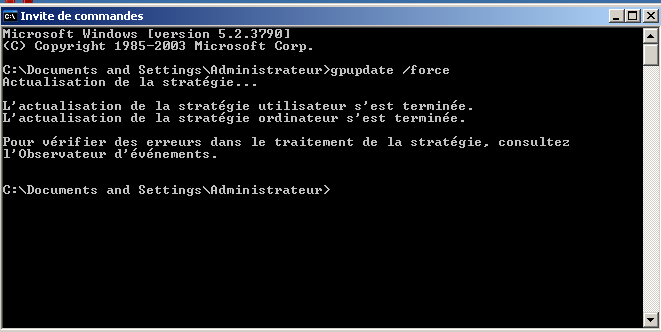 Invite de commandes
Microsoft Windows [version 5.2.3790]
(C) Copyright 1985-2003 Microsoft Corp.
C:\Documents and Settings\Administrateur>gpupdate /force
Actualisation de la stratégie...
L'actualisation de la stratégie utilisateur s'est terminée.
L'actualisation de la stratégie ordinateur s'est terminée.
Pour vérifier des erreurs dans le traitement de la stratégie, consultez
l'Observateur d'événements.
C:\Documents and Settings\Administrateur>